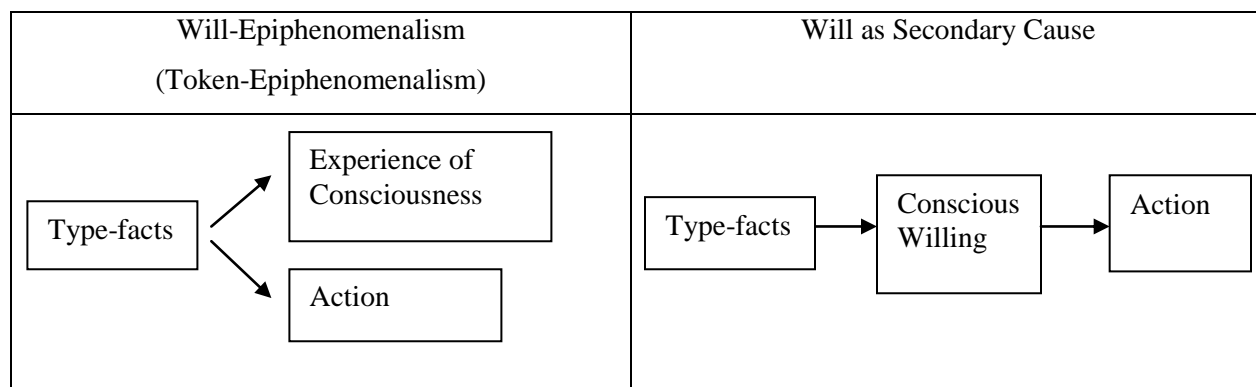 Will-Epiphenomenalism
(Token-Epiphenomenalism)
Will as Secondary Cause
Experience of
Consciousness
Type-facts
Action
Type-facts
Conscious
Willing
Action